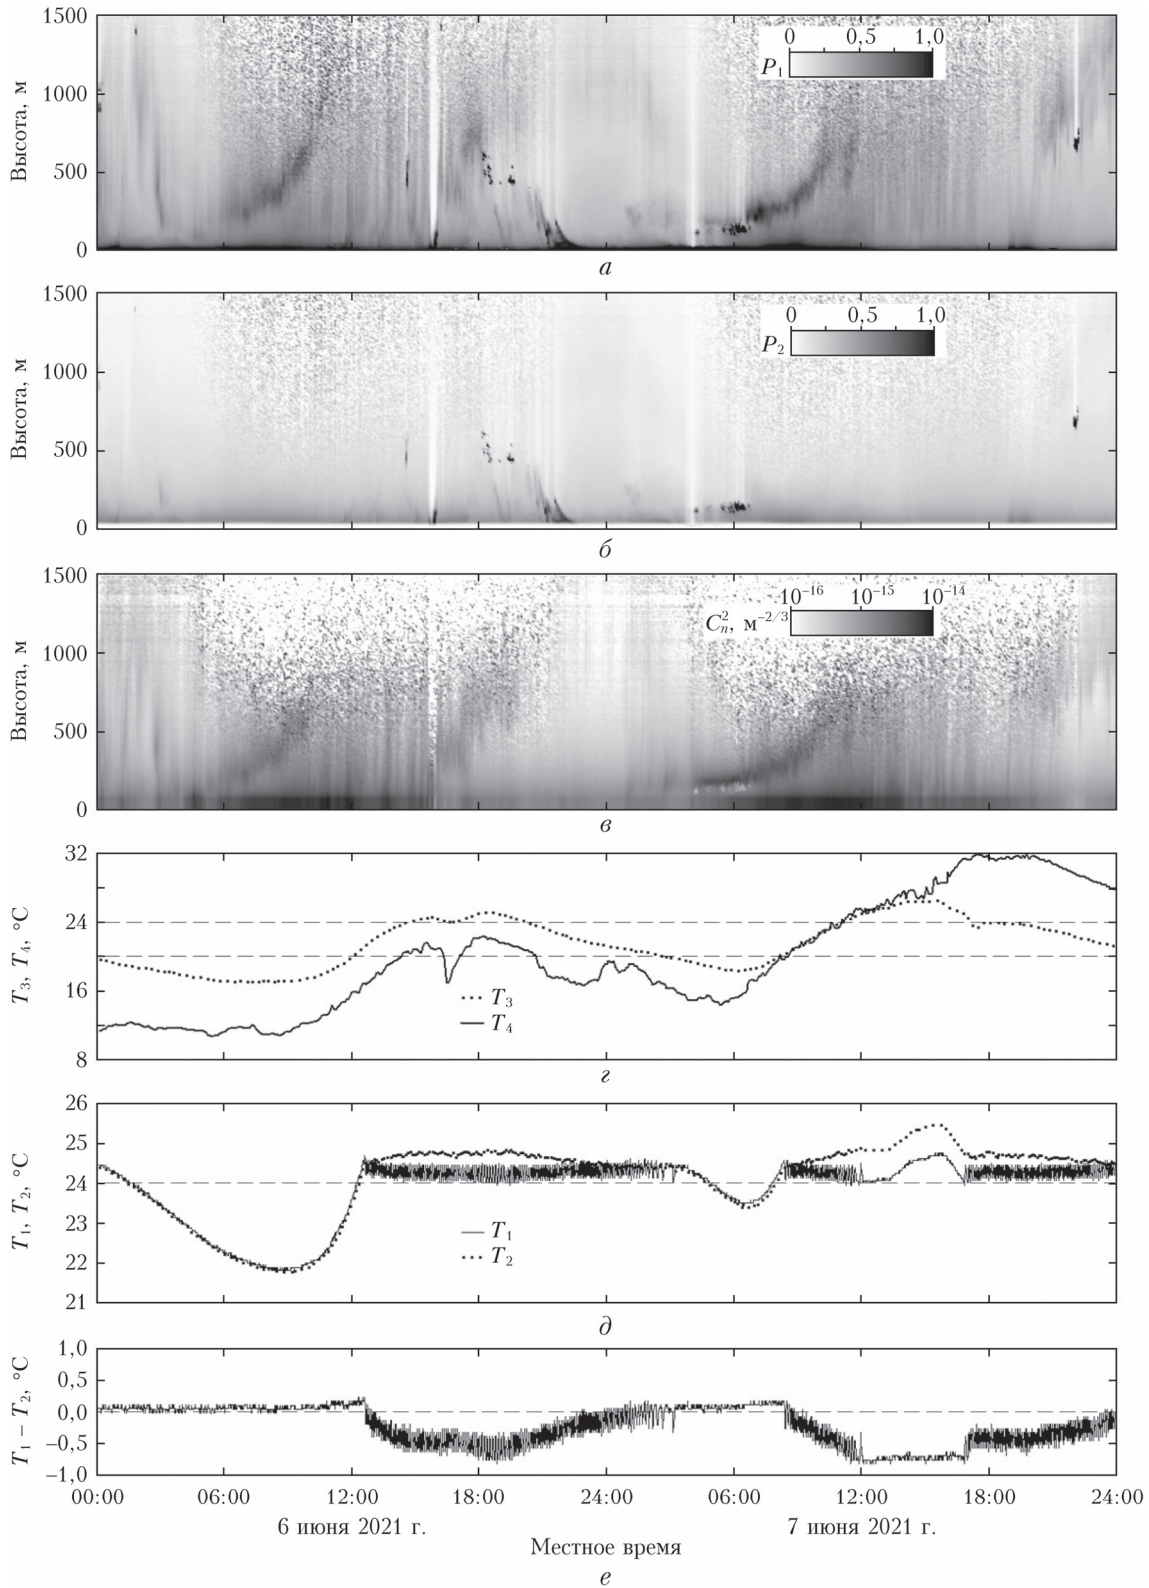 1500
1000
500
0
Высота, м
0 0,5 1,0
P1
а
1500
1000
500
0
Высота, м
0 0,5 1,0
P2
б
1500
1000
500
0
Высота, м
10−16 10−15 10−14
C2n, м−2/3
в
32
24
20
16
8
T3, T4, °C
T3
T4
г
26
25
24
23
22
21
T1, T2, °C
T1
T2
д
1,0
0,5
0,0
−0,5
−1,0
T1 − T2, °C
00:00 06:00 12:00 18:00 24:00 06:00 12:00 18:00 24:00
6 июня 2021 г. 7 июня 2021 г.
Местное время
е